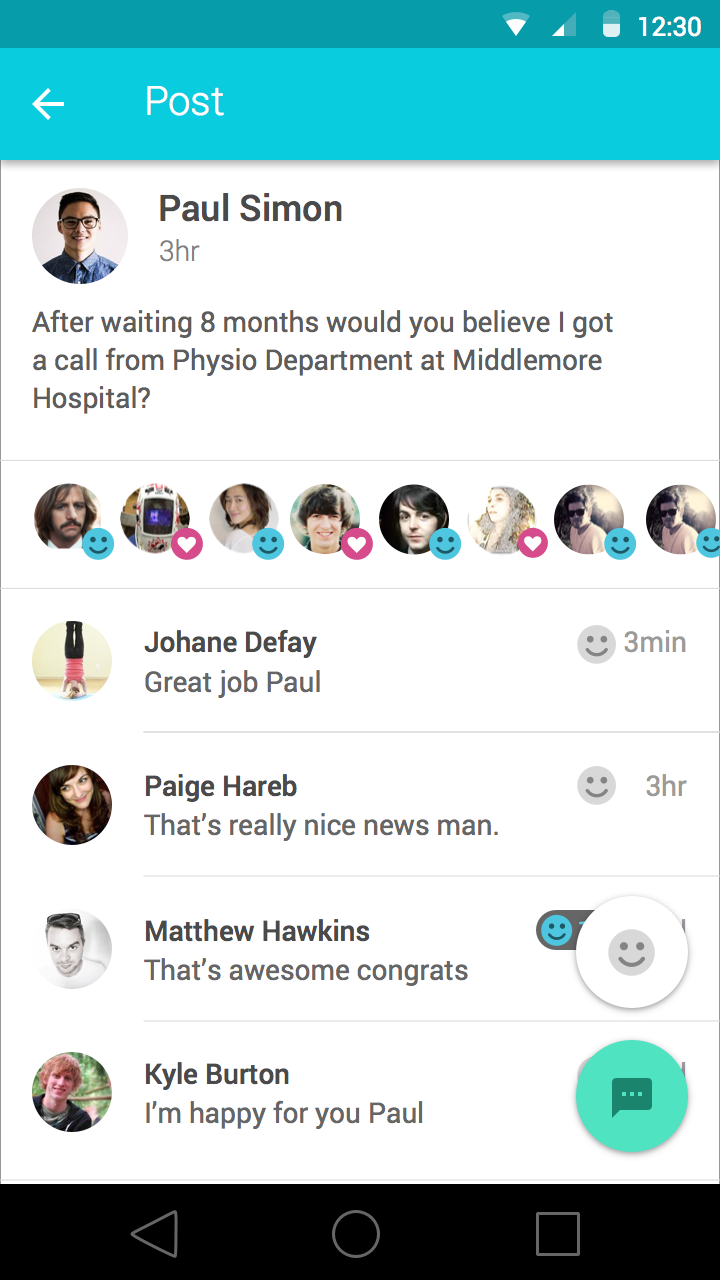 12:30
Post
Paul Simon
3hr
After waiting 8 months would you believe I got
a call from Physio Department at Middlemore
Hospital?
Johane Defay
3min
Great job Paul
Paige Hareb
3hr
That’s really nice news man.
Matthew Hawkins
That’s awesome congrats
Kyle Burton
I’m happy for you Paul